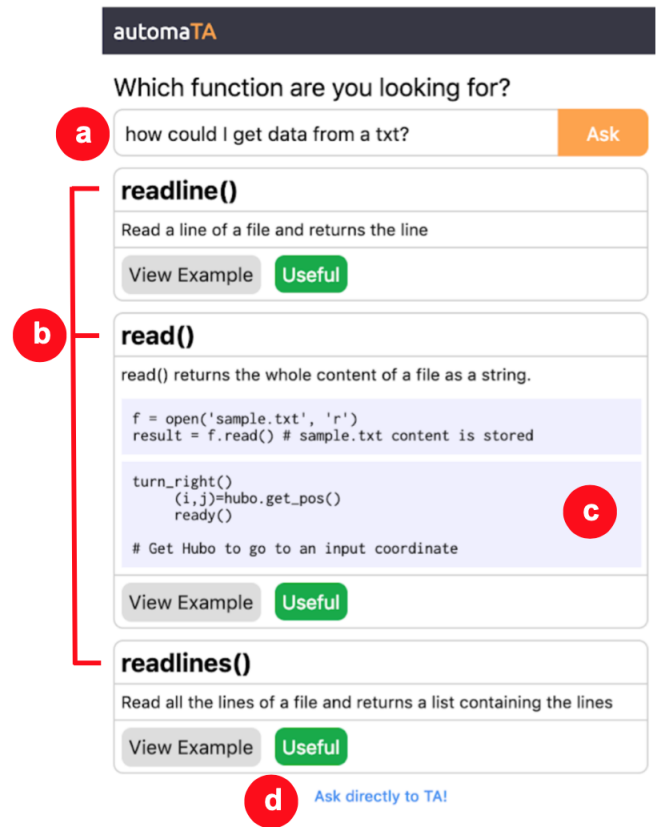 automaTA
Which function are you looking for?
a
how could I get data from a txt?
Ask
b
readline()
Read a line of a file and returns the line
View Example
Useful
read()
read() returns the whole content of a file as a string.
f = open('sample.txt', 'r')
result = f.read() # sample.txt content is stored
turn_right()
(i,j)=hubo.get_pos()
ready()
c
# Get Hubo to go to an input coordinate
View Example
Useful
readlines()
Read all the lines of a file and returns a list containing the lines
View Example
Useful
d
Ask directly to TA!